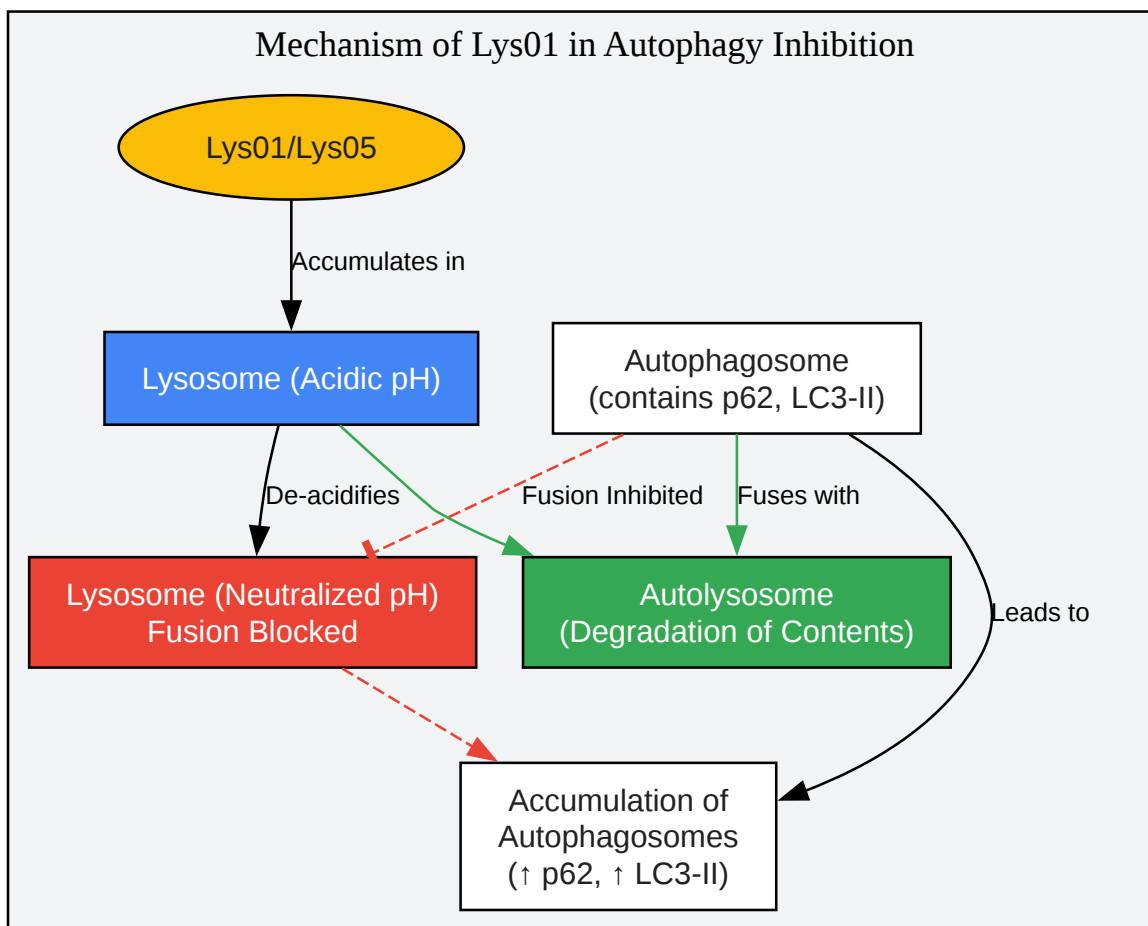 Mechanism of Lys01 in Autophagy Inhibition
Lys01/Lys05
Accumulates in
Lysosome (Acidic pH)
Autophagosome
(contains p62, LC3-II)
De-acidifies
Fusion Inhibited
Fuses with
Lysosome (Neutralized pH)
Fusion Blocked
Autolysosome
(Degradation of Contents)
Leads to
Accumulation of
Autophagosomes
(↑ p62, ↑ LC3-II)